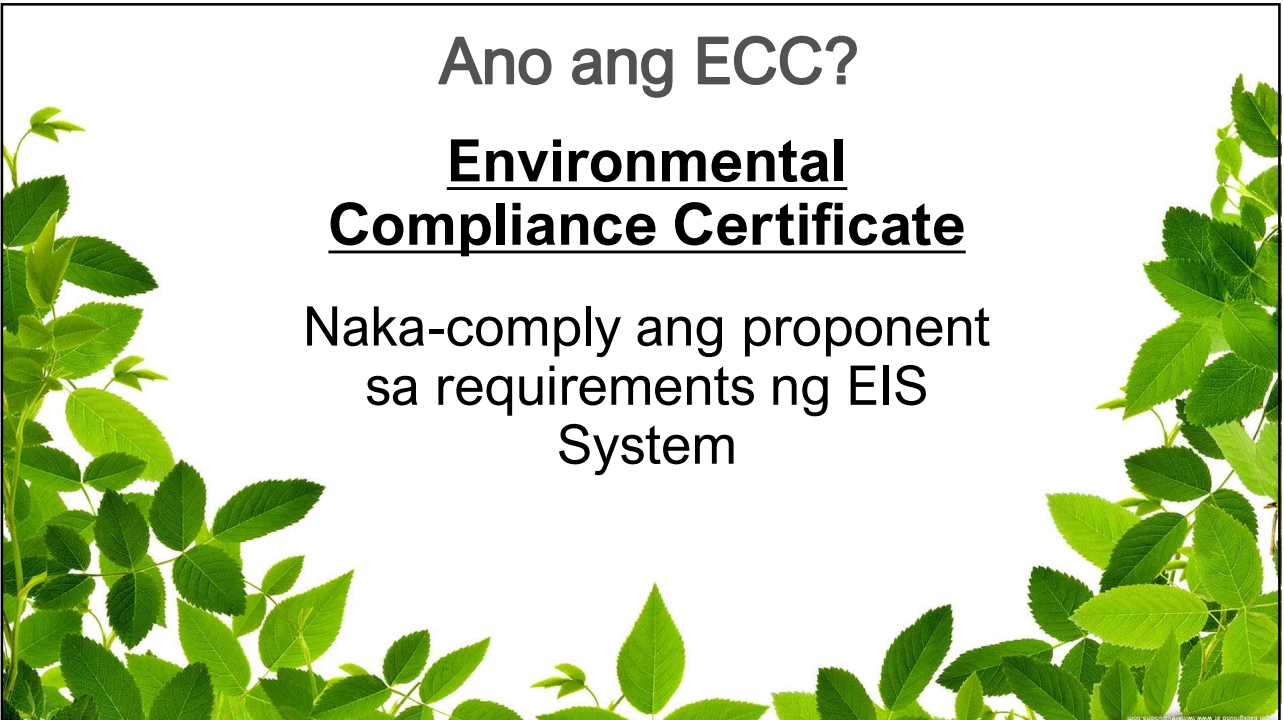 Ano ang ECC?
Environmental
Compliance Certificate
Naka-comply ang proponent
sa requirements ng EIS
System